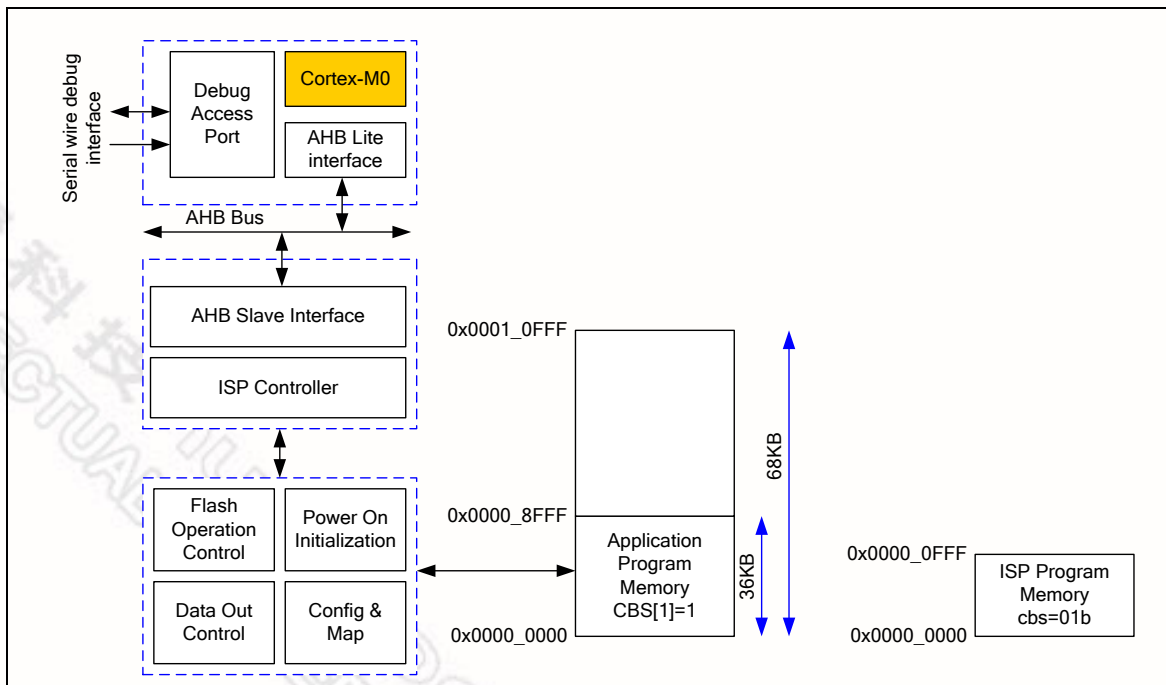 Serial wire debug
interface
Debug
Access
Port
Cortex-M0
AHB Lite
interface
AHB Bus
AHB Slave Interface
ISP Controller
Flash
Operation
Control
Power On
Initialization
Data Out
Control
Config &
Map
0x0001_0FFF
0x0000_8FFF
0x0000_0000
Application
Program
Memory
CBS[1]=1
36KB
68KB
0x0000_0FFF
ISP Program
Memory
cbs=01b
0x0000_0000
科技